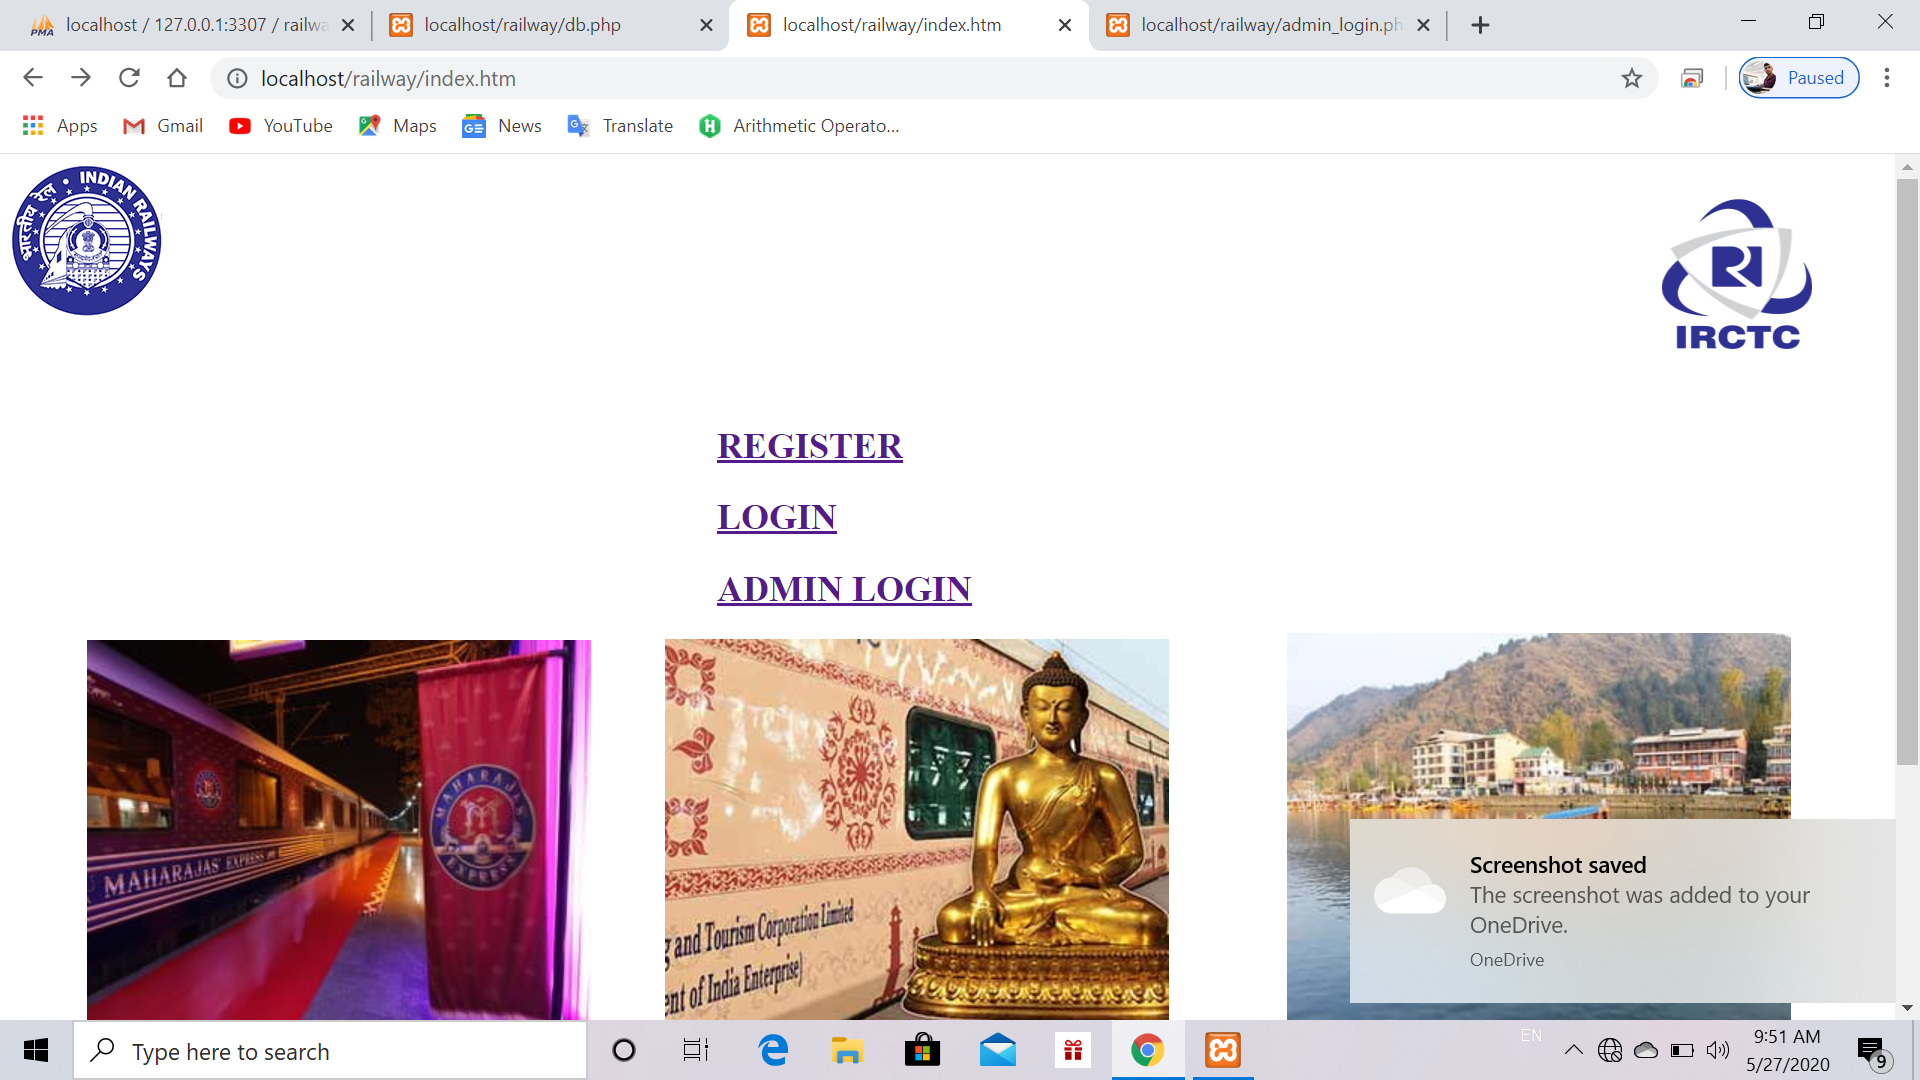 localhost / 127.0.0.1:3307 / railwa
localhost/railway/db.php
localhost/railway/index.htm
localhost/railway/admin_login.ph
localhost/railway/index.htm
Paused
Apps
Gmail
YouTube
Maps
News
Translate
Arithmetic Operato...
भारतीय रेल • INDIAN RAILWAYS
IRCTC
REGISTER
LOGIN
ADMIN LOGIN
MAHARAJAS' EXPRESS
MAHARAJAS
EXPRESS
g and Tourism Corporation Limited
ent of India Enterprise)
Screenshot saved
The screenshot was added to your
OneDrive.
OneDrive
Type here to search
EN
9:51 AM
5/27/2020
9